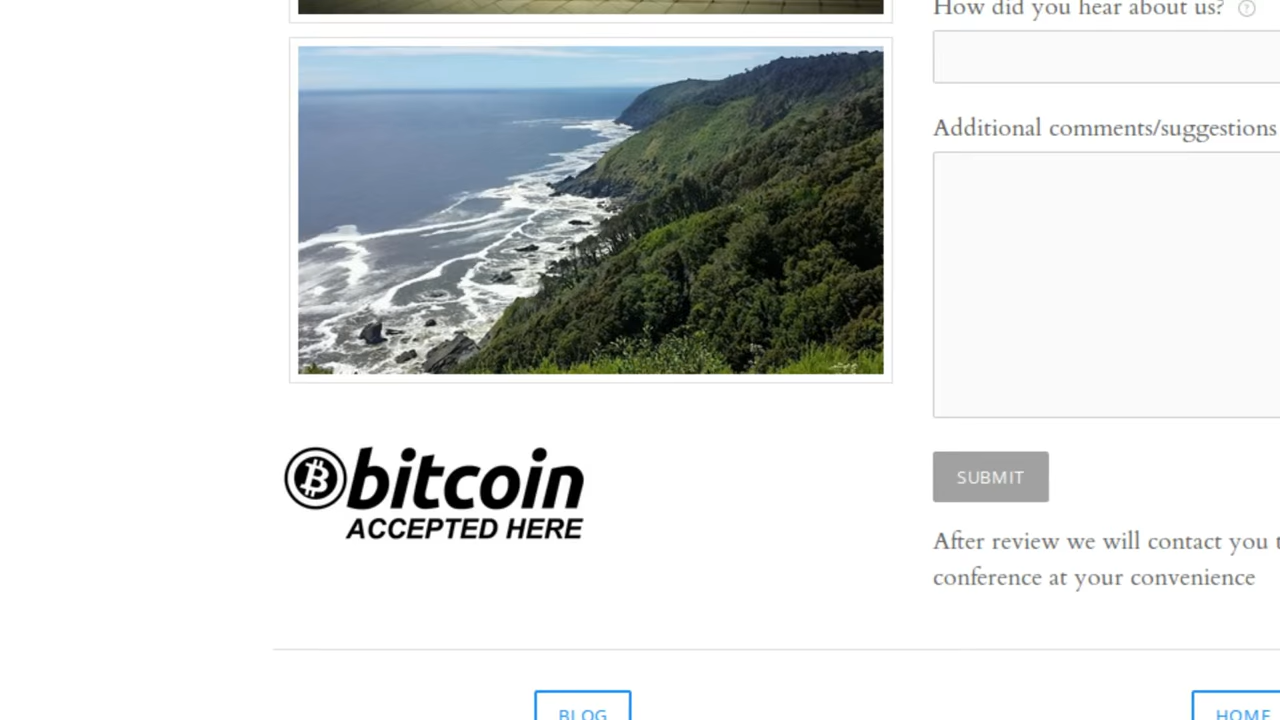 How did you hear about us?
Additional comments/suggestions
bitcoin
ACCEPTED HERE
SUBMIT
After review we will contact you
conference at your convenience
BLOG
HOME